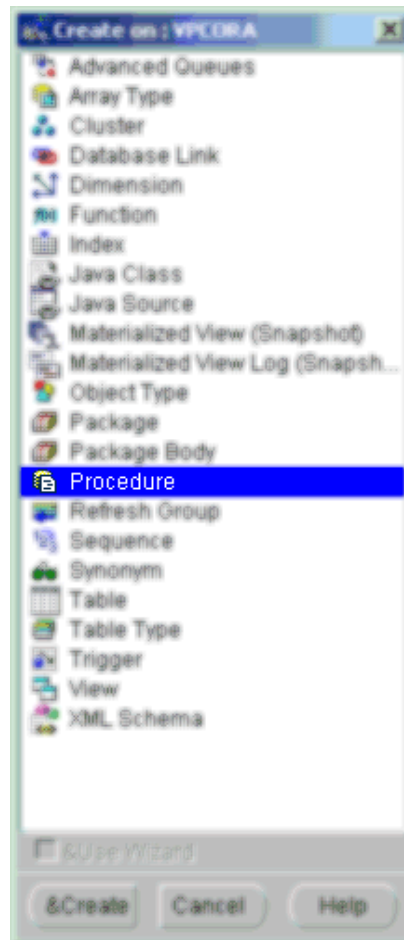 Create on : VPCORA
Advanced Queues
Array Type
Cluster
Database Link
Dimension
Function
Index
Java Class
Java Source
Materialized View (Snapshot)
Materialized View Log (Snapsh...
Object Type
Package
Package Body
Procedure
Refresh Group
Sequence
Synonym
Table
Table Type
Trigger
View
XML Schema
&Use Wizard
&Create Cancel Help